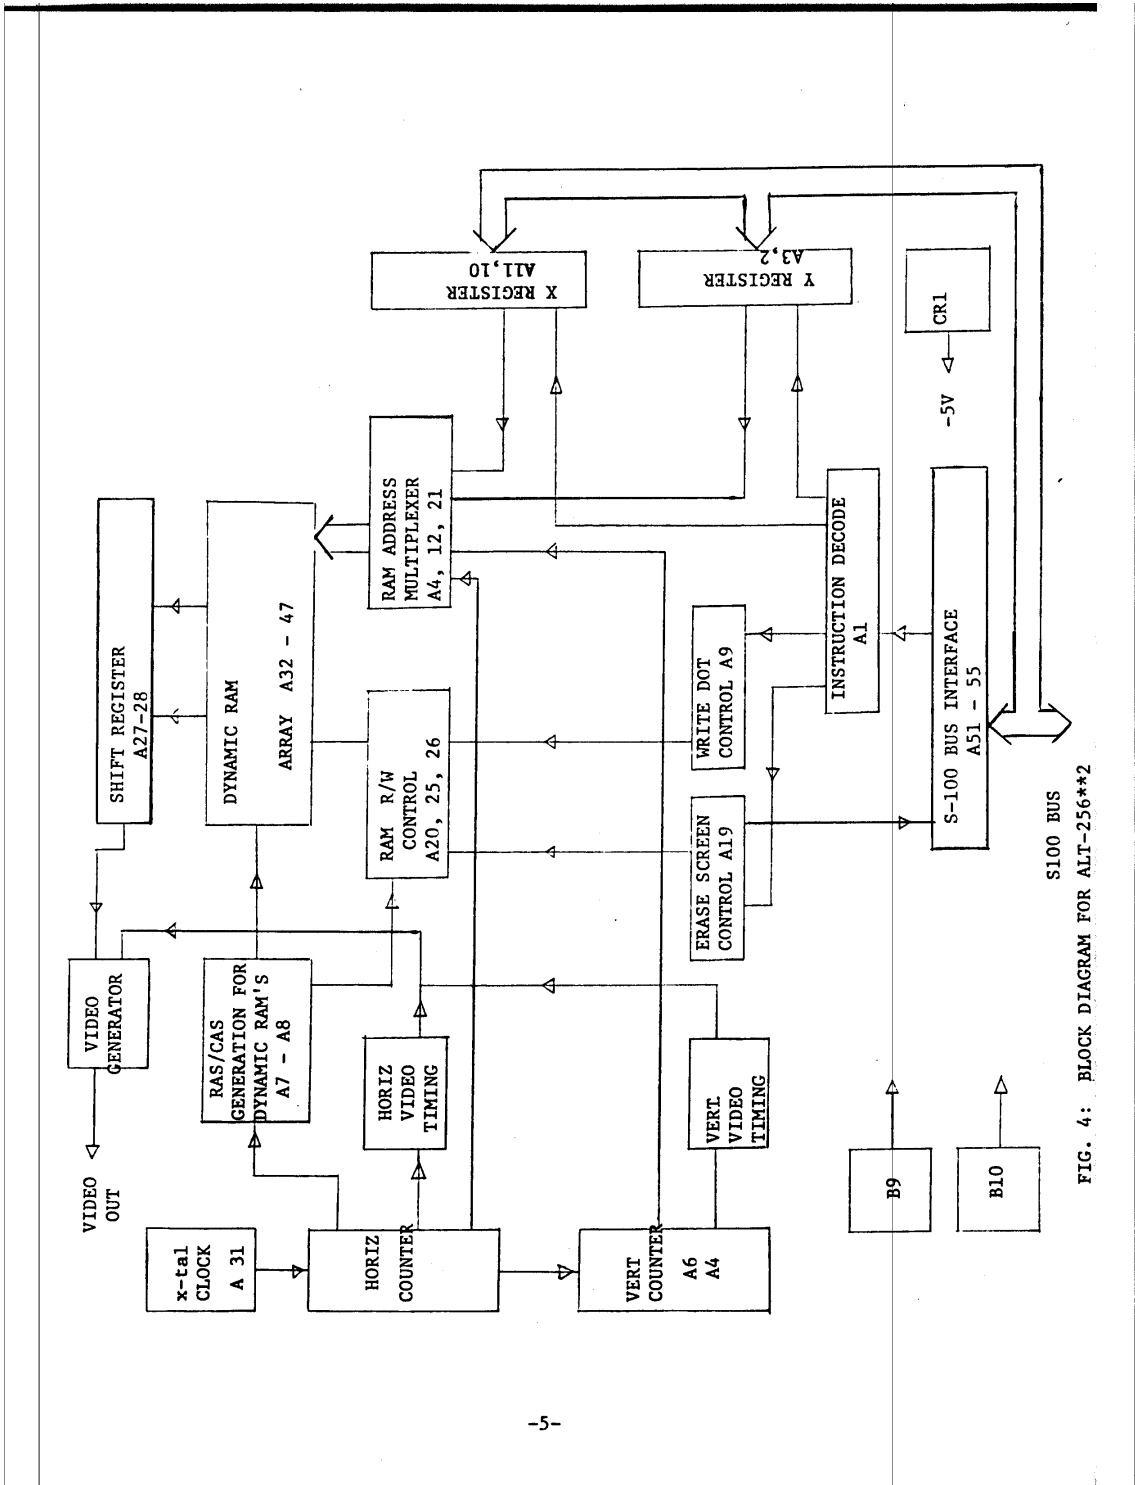 VIDEO
OUT
VIDEO
GENERATOR
SHIFT REGISTER
A27-28
x-tal
CLOCK
A 31
RAS/CAS
GENERATION FOR
DYNAMIC RAM'S
A7 - A8
DYNAMIC RAM
ARRAY A32 - 47
HORIZ
COUNTER
HORIZ
VIDEO
TIMING
RAM R/W
CONTROL
A20, 25, 26
RAM ADDRESS
MULTIPLEXER
A4, 12, 21
X REGISTER
A11,10
VERT
COUNTER
A6
A4
VERT
VIDEO
TIMING
ERASE SCREEN
CONTROL A19
WRITE DOT
CONTROL A9
Y REGISTER
A3,2
INSTRUCTION DECODE
A1
B9
S-100 BUS INTERFACE
A51 - 55
-5V
CR1
B10
S100 BUS
FIG. 4: BLOCK DIAGRAM FOR ALT-256**2
-5-